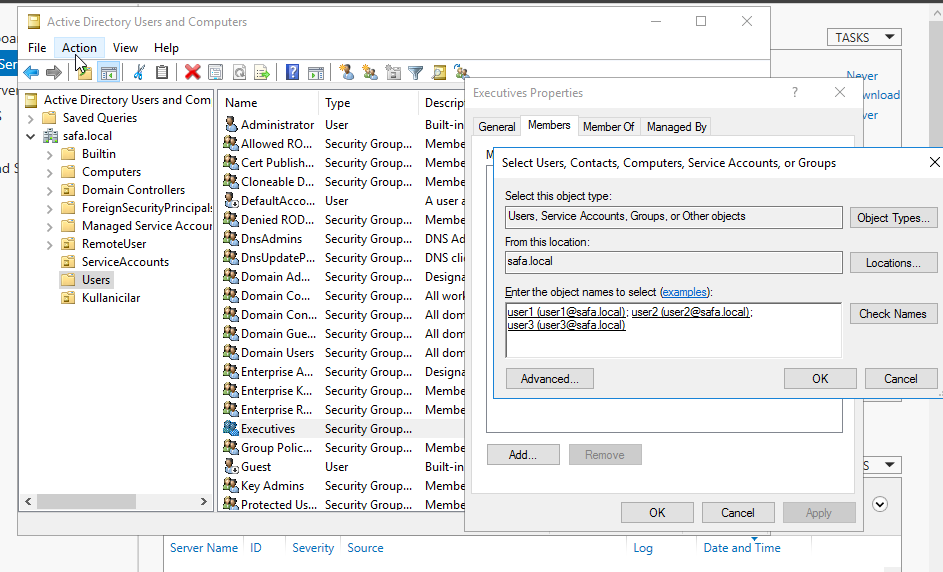 Active Directory Users and Computers
File Action View Help
TASKS
Never
ownload
ver
Active Directory Users and Com
Saved Queries
safa.local
Builtin
Computers
Domain Controllers
ForeignSecurityPrincipals
Managed Service Accour
RemoteUser
ServiceAccounts
Users
Kullanicilar
Name Type Descrip
Administrator User Built-in
Allowed RO... Security Group... Membe
Cert Publish... Security Group... Membe
Cloneable D... Security Group... Membe
DefaultAcco... User A user a
Denied ROD... Security Group... Membe
DnsAdmins Security Group... DNS Ad
DnsUpdateP... Security Group... DNS clie
Domain Ad... Security Group... Designa
Domain Co... Security Group... All work
Domain Con... Security Group... All dom
Domain Gue... Security Group... All dom
Domain Users Security Group... All dom
Enterprise A... Security Group... Designa
Enterprise K... Security Group... Membe
Enterprise R... Security Group... Membe
Executives Security Group...
Group Polic... Security Group... Membe
Guest User Built-in
Key Admins Security Group... Membe
Protected Us... Security Group... Membe
Executives Properties
General Members Member Of Managed By
Select Users, Contacts, Computers, Service Accounts, or Groups
Select this object type:
Users, Service Accounts, Groups, or Other objects
Object Types...
From this location:
safa.local
Locations...
Enter the object names to select (examples):
user1 (user1@safa.local); user2 (user2@safa.local);
user3 (user3@safa.local)
Check Names
Advanced... OK Cancel
Add... Remove
OK Cancel Apply
Server Name ID Severity Source Log Date and Time